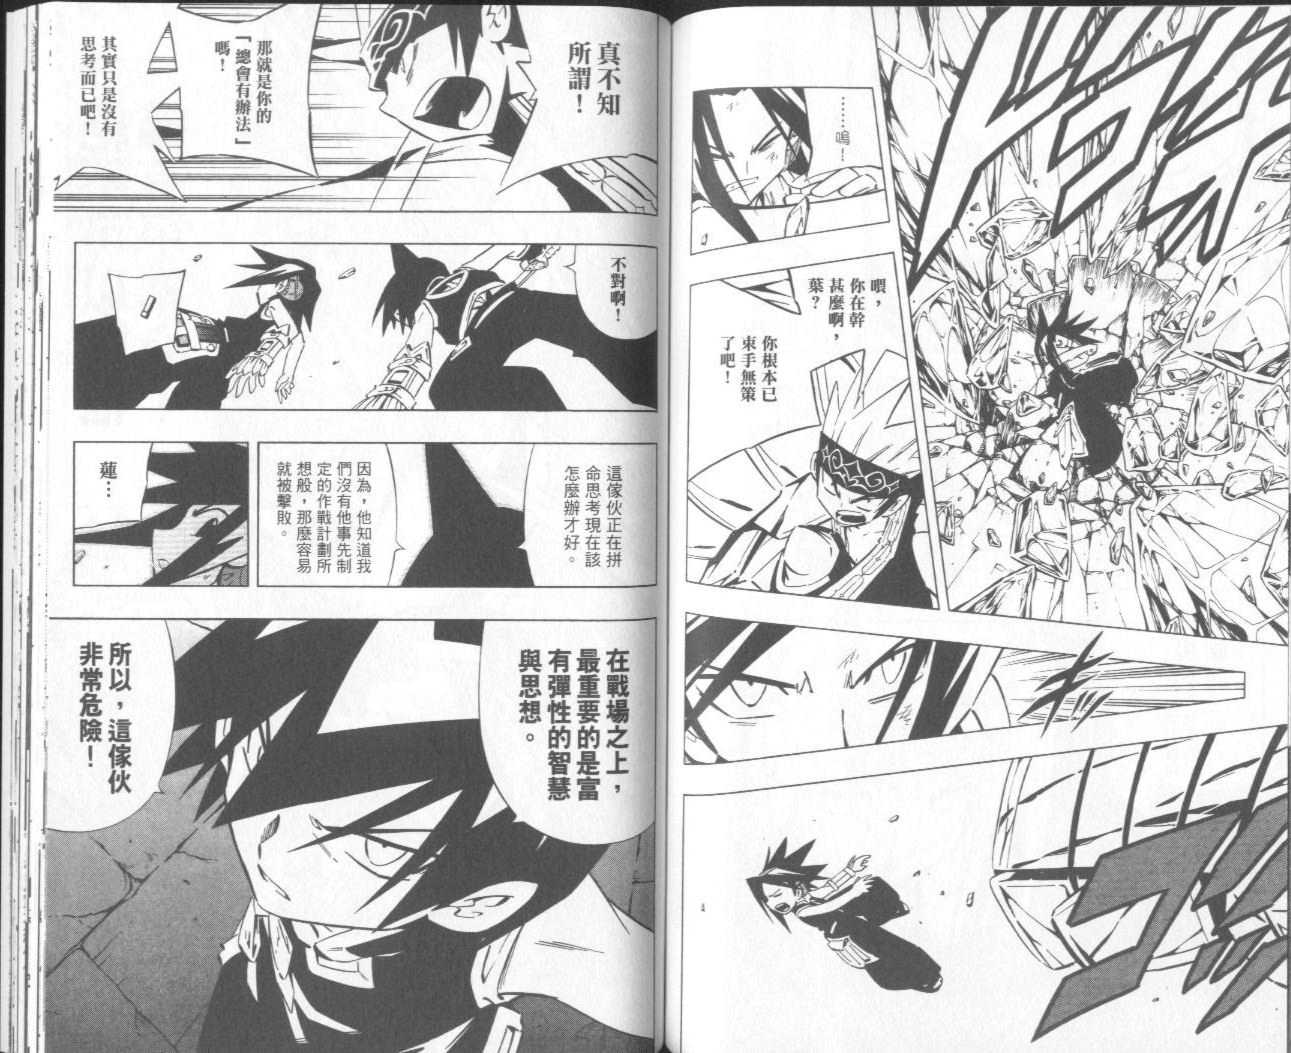 ……嗚…
喂，
你在幹
甚麼啊，
葉？
你根本已
束手無策
了吧！
真不知
所謂！
那就是你的
「總會有辦法」
嗎！
其實只是沒有
思考而已吧！
不對啊！
這傢伙正在拼
命思考現在該
怎麼辦才好。
因為，他知道我
們沒有他事先制
定的作戰計劃所
想般，那麼容易
就被擊敗。
蓮…
在戰場之上，
最重要的是富
有彈性的智慧
與思想。
所以，這傢伙
非常危險！